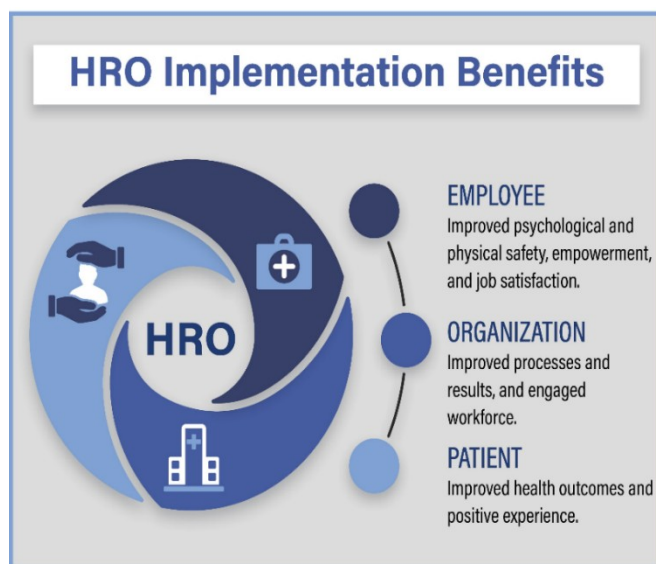 HRO Implementation Benefits
HRO
EMPLOYEE
Improved psychological and
physical safety, empowerment,
and job satisfaction.
ORGANIZATION
Improved processes and
results, and engaged
workforce.
PATIENT
Improved health outcomes and
positive experience.